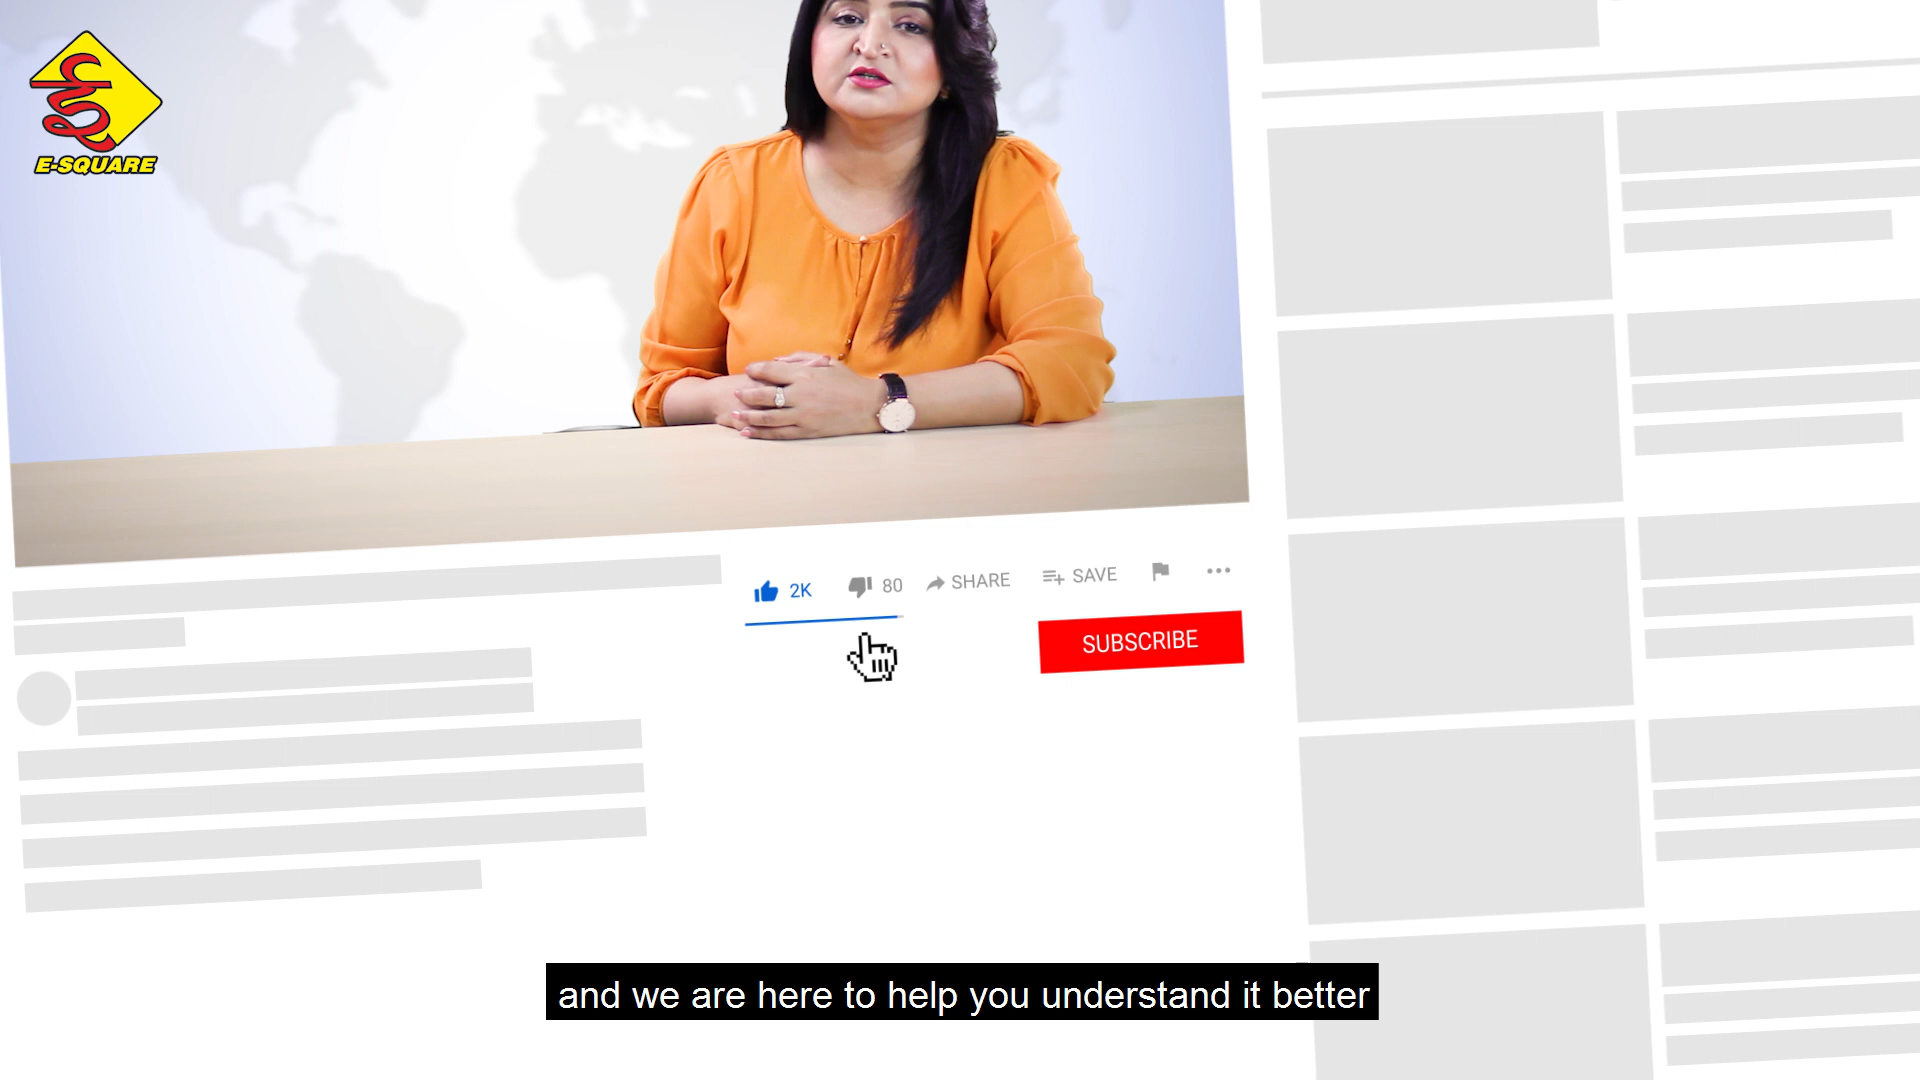 E-SQUARE
2K
80
SHARE
SAVE
SUBSCRIBE
and we are here to help you understand it better